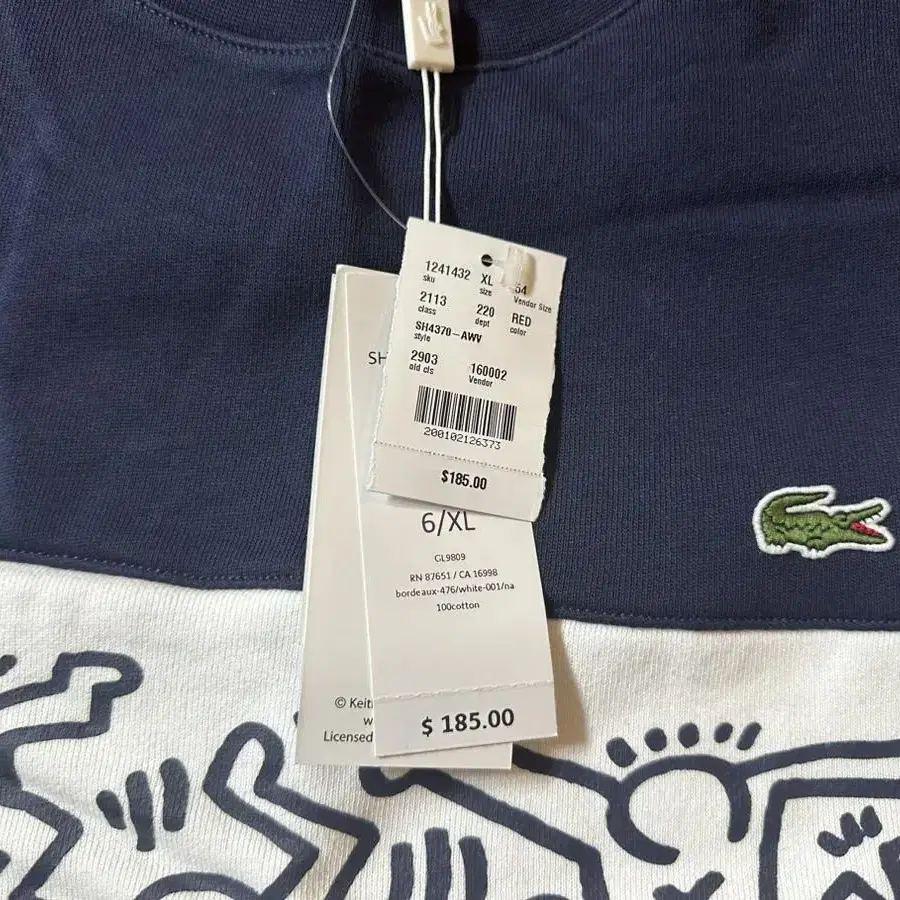 1241432 XL 54
sku size Vendor Size
2113 220 RED
class dept color
SH4370-AWV
style
2903 160002
old cls Vendor
200102126373
$185.00
SH
6/XL
GL9809
RN 87651 / CA 16998
bordeaux-476/white-001/na
100cotton
$ 185.00
© Keit
w
Licensed